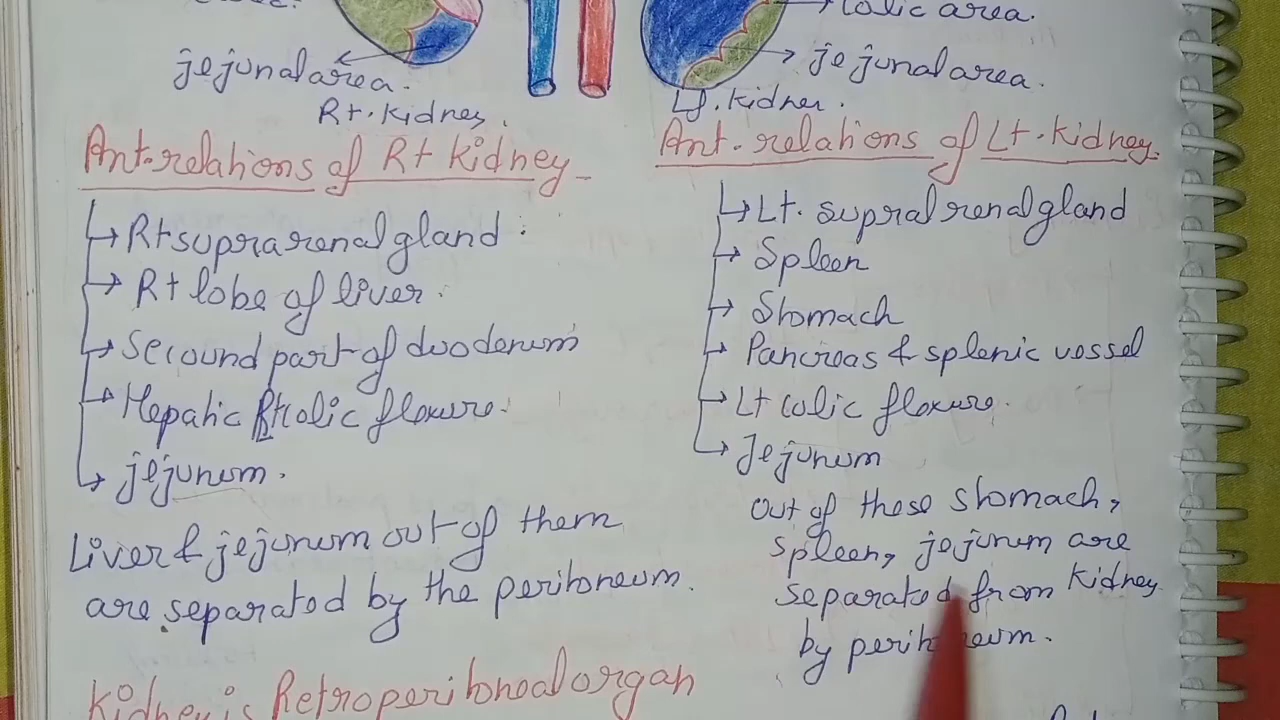 colic area.
jejunal area.
jejunal area.
Rt. kidney.
Lt. kidney.
Ant. relations of Rt kidney
→ Rt suprarenal gland
→ Rt lobe of liver.
→ Secound part of duodenum
→ Hepatic colic flexure.
→ jejunum.
Liver & jejunum out of them
are separated by the peritoneum.
Kidney is Retroperitoneal organ
Ant. relations of Lt. kidney.
→ Lt. supralrenal gland
→ Spleen
→ Stomach
→ Pancreas & splenic vessel
→ Lt colic flexure.
→ Jejunum
out of these stomach,
spleen, jejunum are
separated from kidney
by peritoneum.